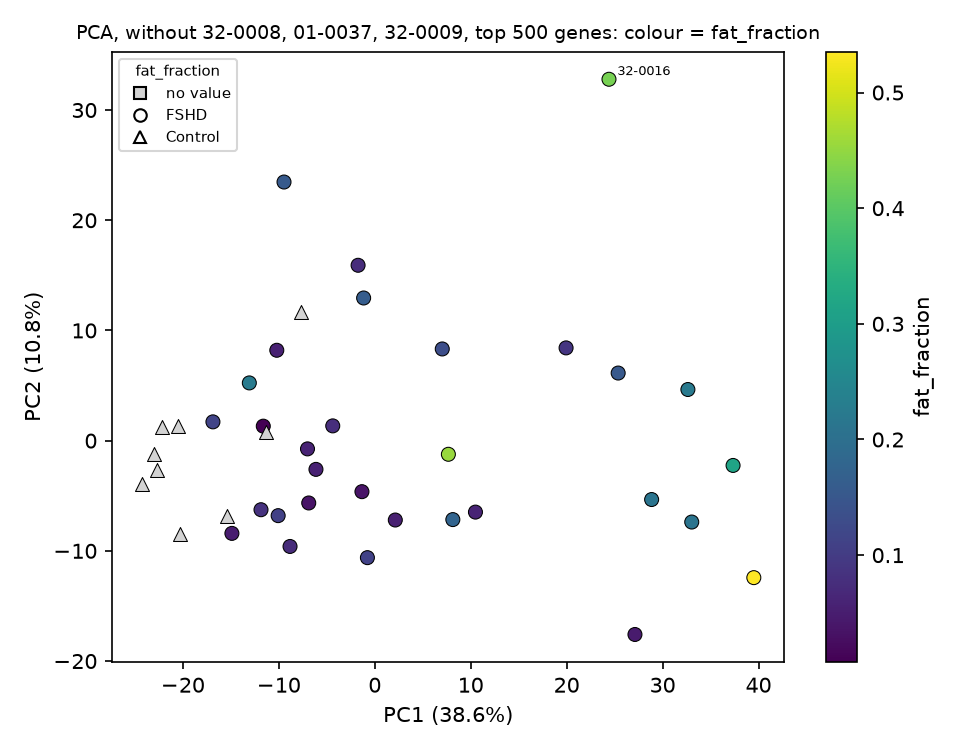 PCA, without 32-0008, 01-0037, 32-0009, top 500 genes: colour = fat_fraction
fat_fraction
no value
FSHD
Control
32-0016
30
20
10
0
−10
−20
PC2 (10.8%)
−20 −10 0 10 20 30 40
PC1 (38.6%)
0.5
0.4
0.3
0.2
0.1
fat_fraction